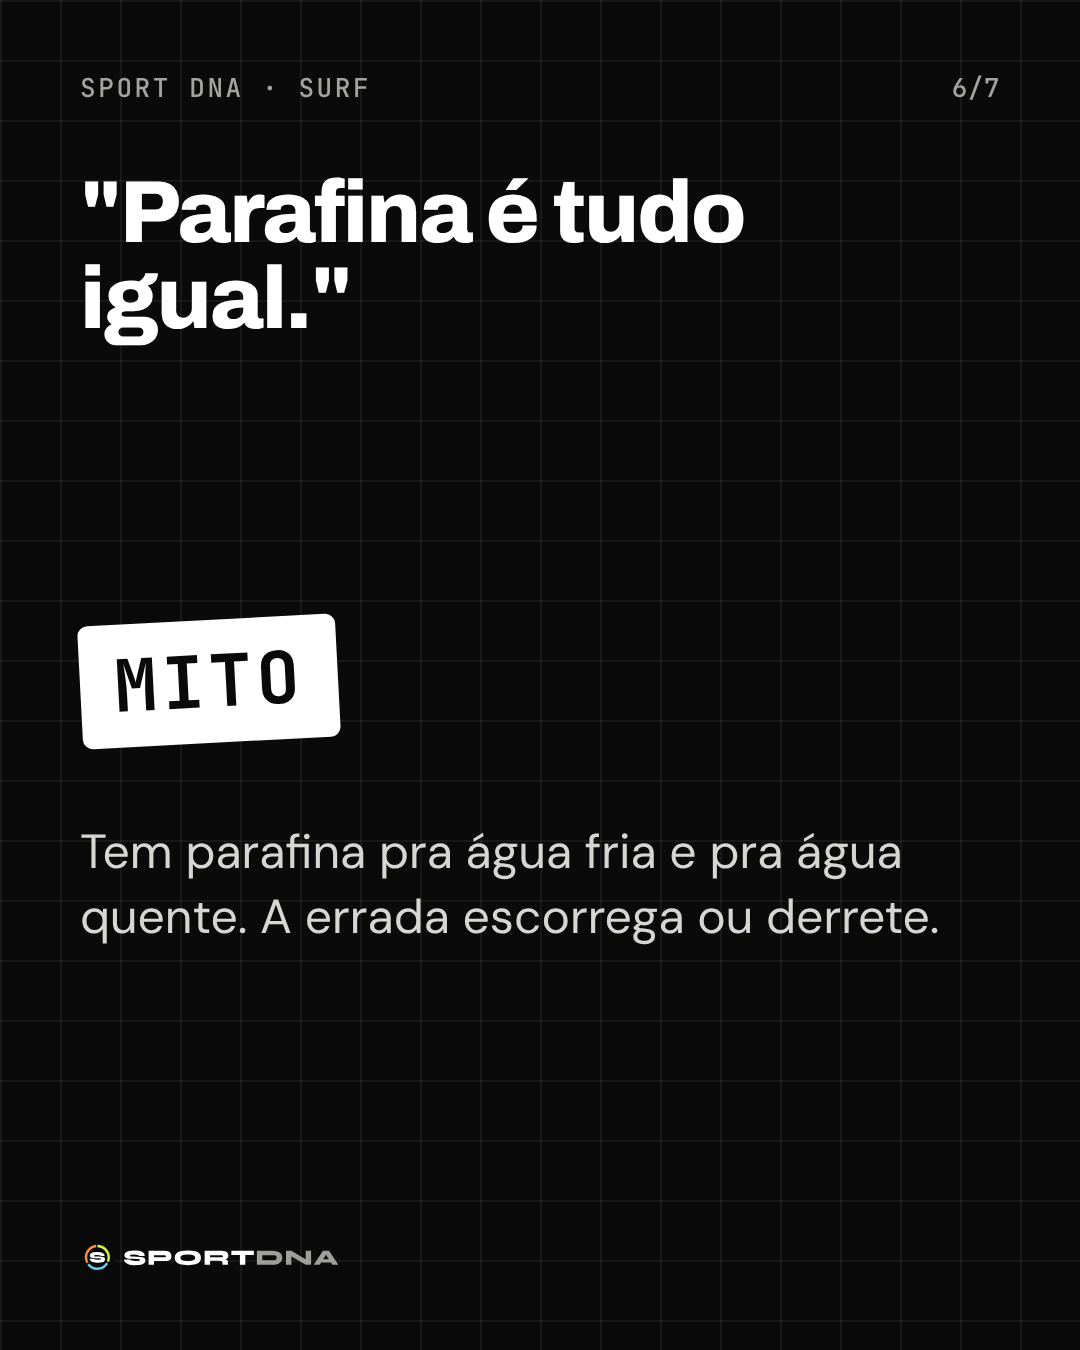 SPORT DNA · SURF
6/7
"Parafina é tudo
igual."
MITO
Tem parafina pra água fria e pra água
quente. A errada escorrega ou derrete.
S SPORTDNA